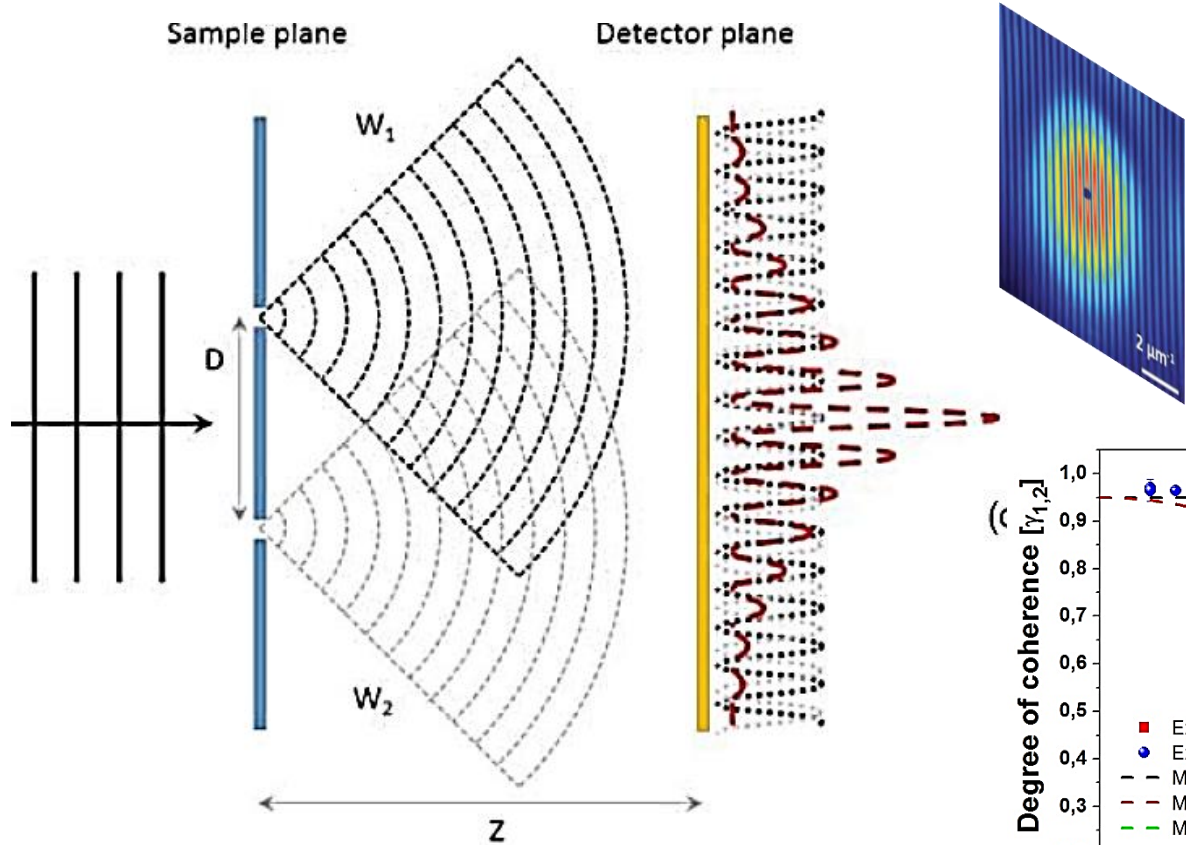 Sample plane
Detector plane
W1
D
W2
Z
2 µm⁻¹
Degree of coherence [γ1,2]
1,0
0,9
0,8
0,7
0,6
0,5
0,4
0,3